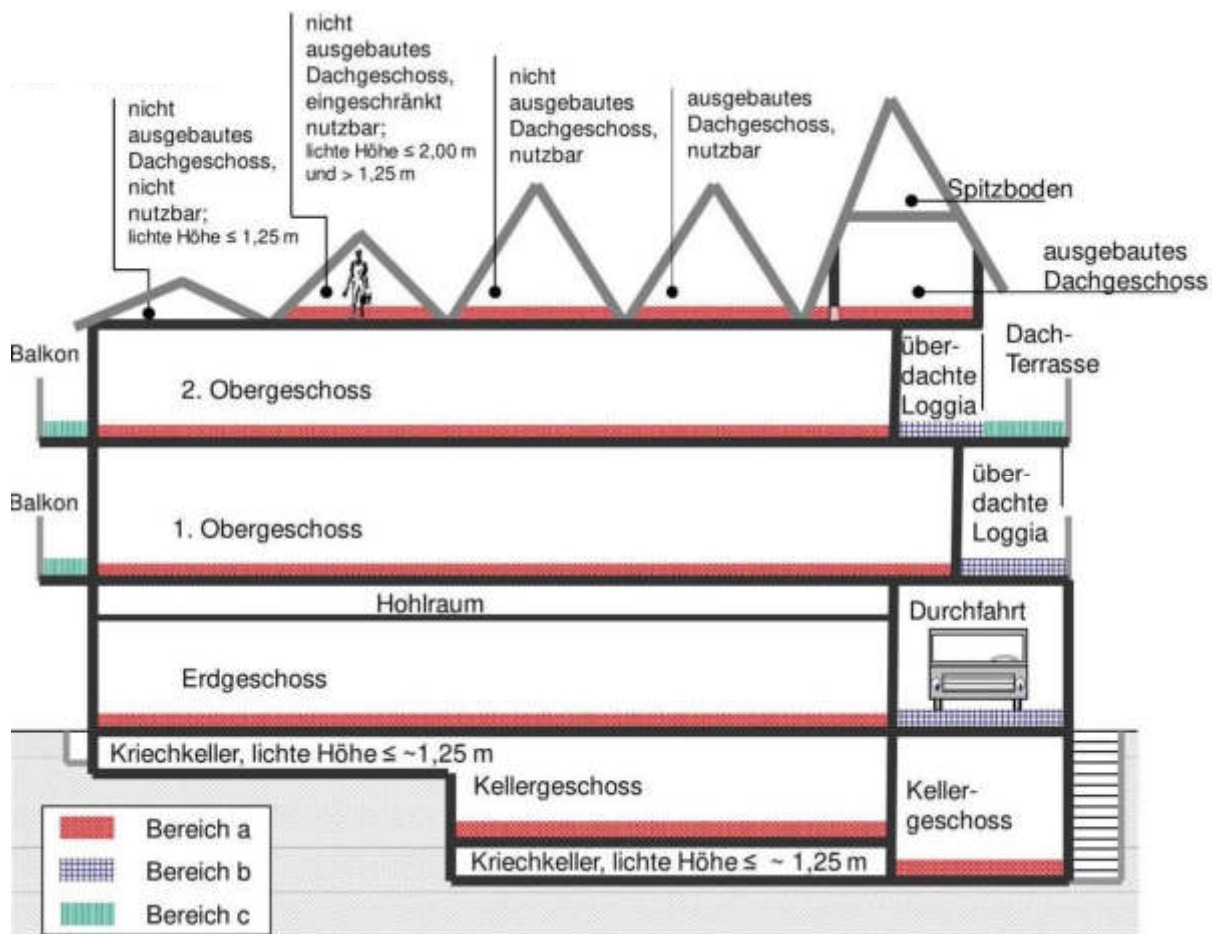 nicht
ausgebautes
Dachgeschoss,
nicht
nutzbar;
lichte Höhe ≤ 1,25 m
nicht
ausgebautes
Dachgeschoss,
eingeschränkt
nutzbar;
lichte Höhe ≤ 2,00 m
und > 1,25 m
nicht
ausgebautes
Dachgeschoss,
nutzbar
ausgebautes
Dachgeschoss,
nutzbar
Spitzboden
ausgebautes
Dachgeschoss
Balkon
2. Obergeschoss
über-
dachte
Loggia
Dach-
Terrasse
Balkon
1. Obergeschoss
über-
dachte
Loggia
Hohlraum
Erdgeschoss
Durchfahrt
Kriechkeller, lichte Höhe ≤ ~1,25 m
Kellergeschoss
Keller-
geschoss
Kriechkeller, lichte Höhe ≤ ~ 1,25 m
Bereich a
Bereich b
Bereich c